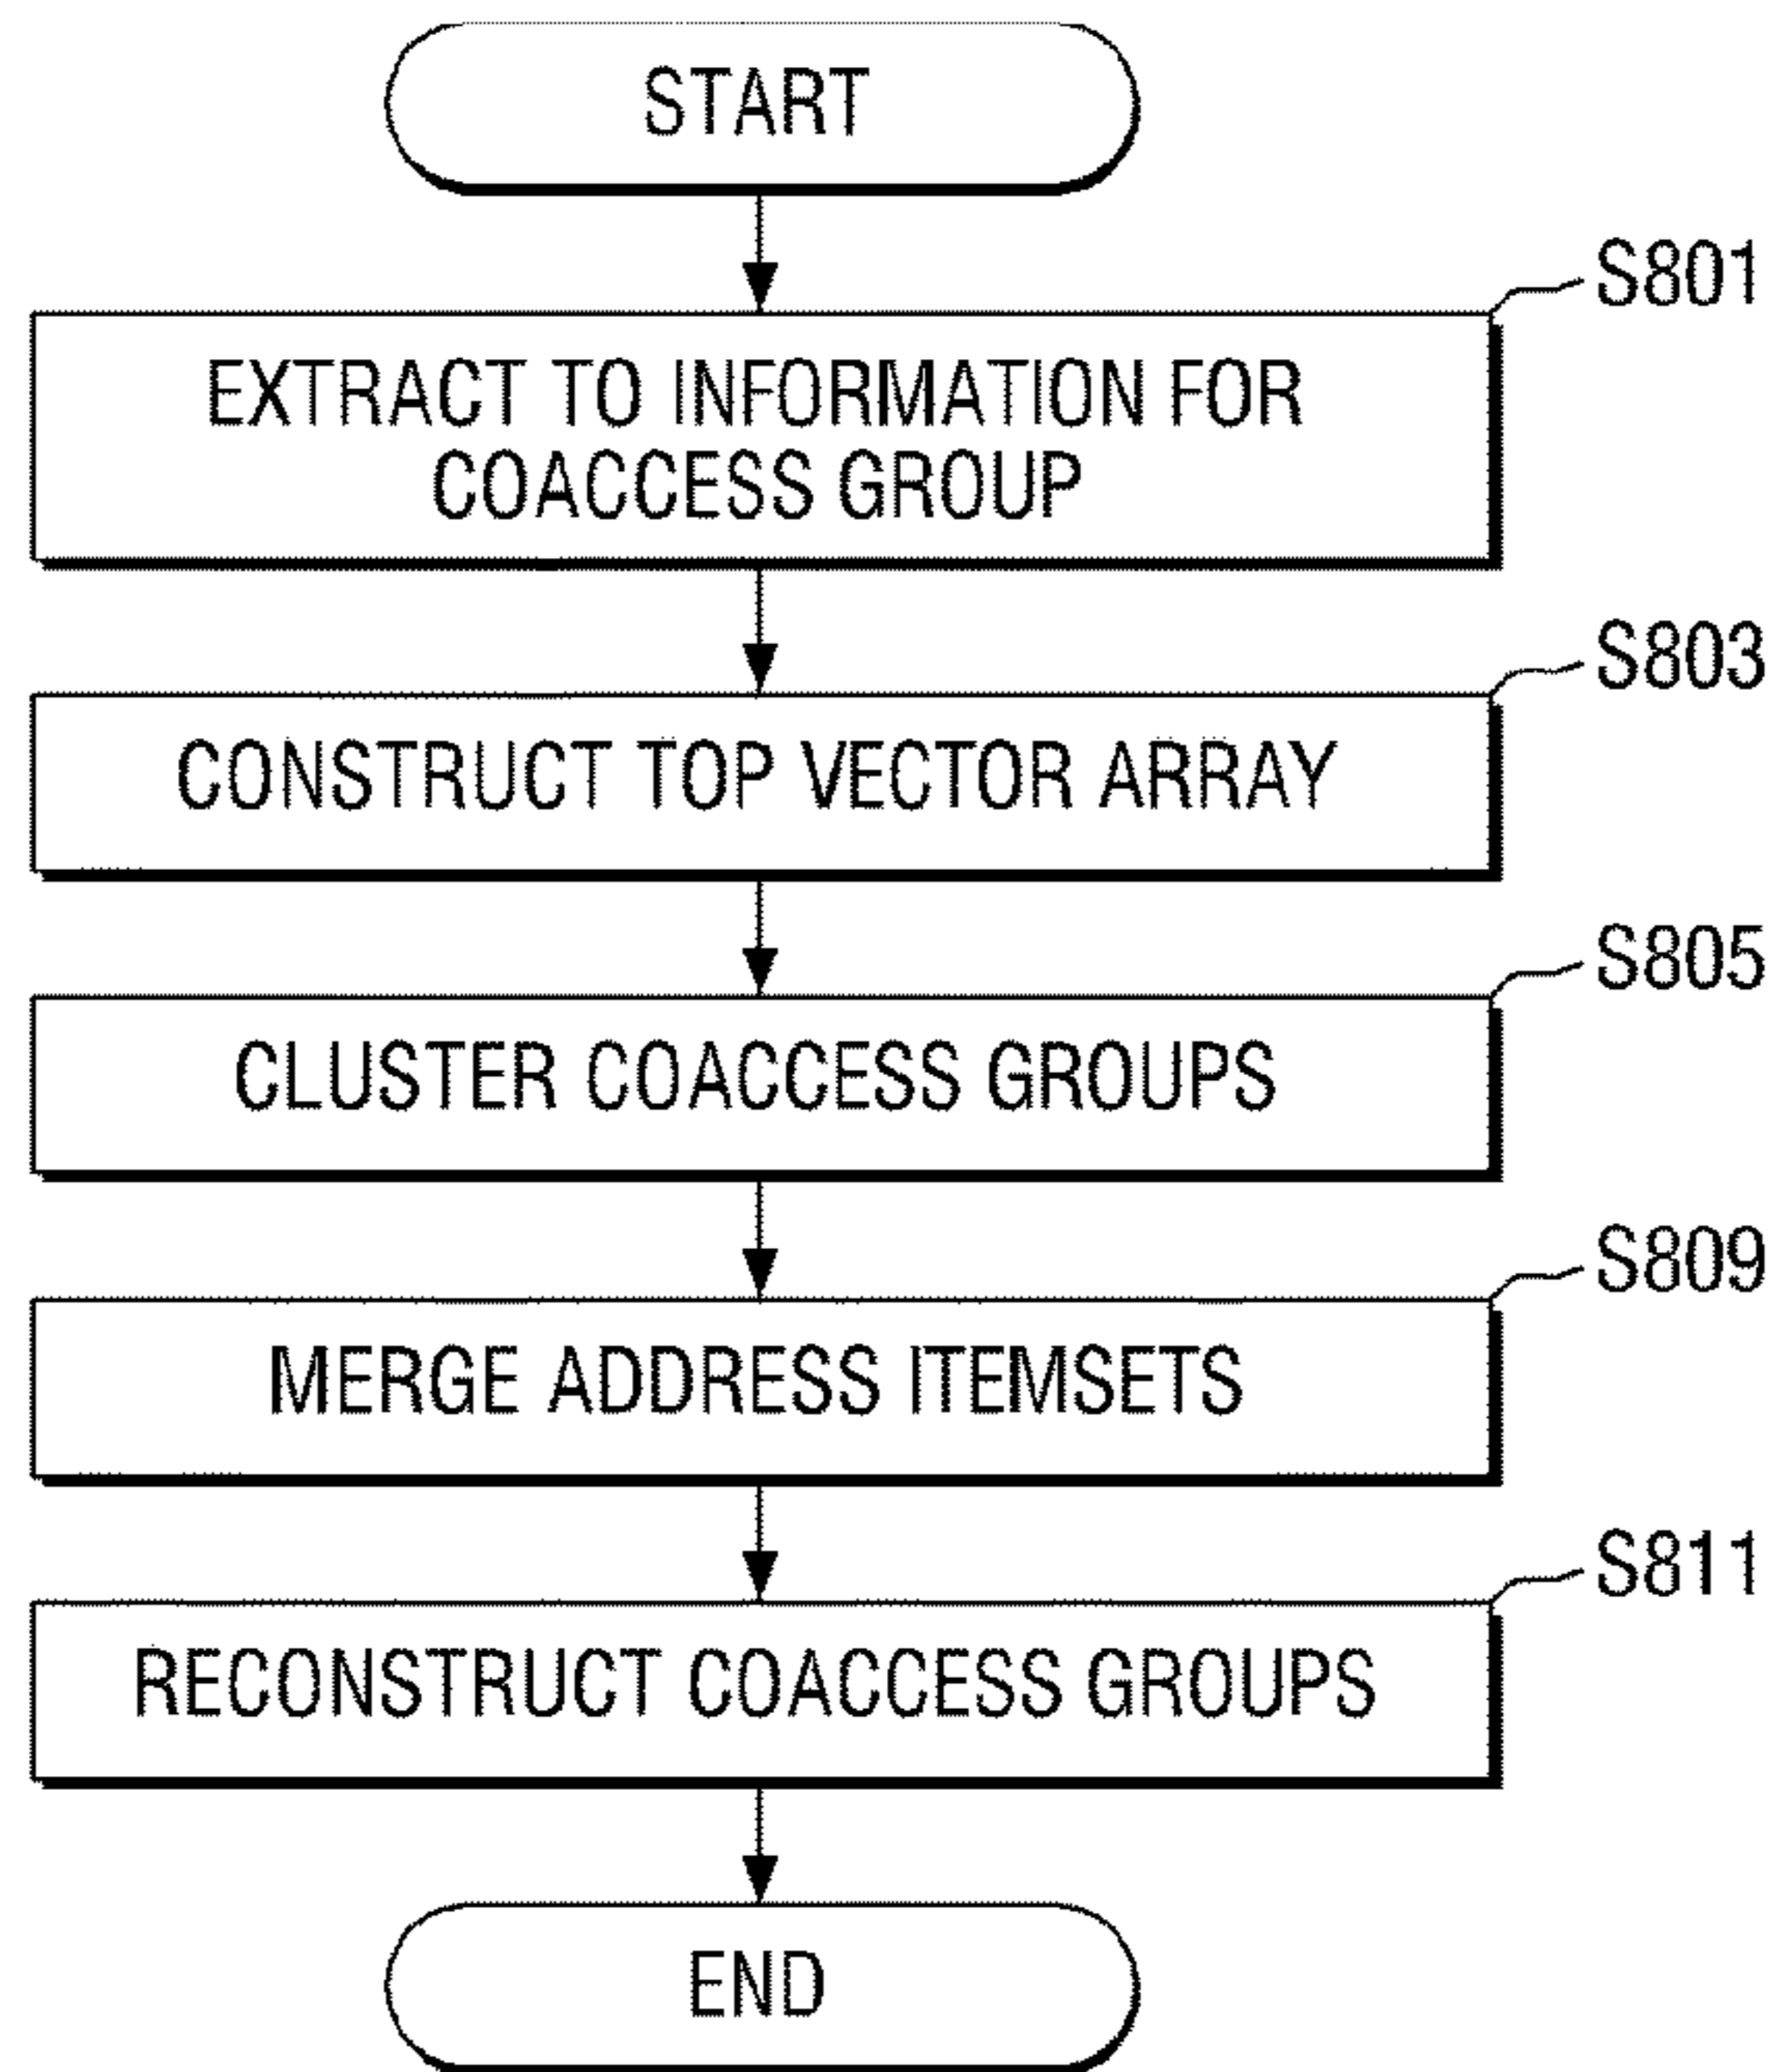 START
S801
EXTRACT TO INFORMATION FOR
COACCESS GROUP
S803
CONSTRUCT TOP VECTOR ARRAY
S805
CLUSTER COACCESS GROUPS
S809
MERGE ADDRESS ITEMSETS
S811
RECONSTRUCT COACCESS GROUPS
END